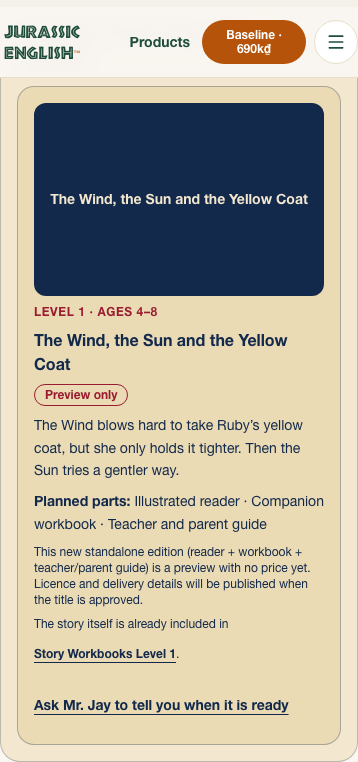 JURASSIC
ENGLISH™
Products
Baseline ·
690k₫
The Wind, the Sun and the Yellow Coat
LEVEL 1 · AGES 4–8
The Wind, the Sun and the Yellow
Coat
Preview only
The Wind blows hard to take Ruby’s yellow
coat, but she only holds it tighter. Then the
Sun tries a gentler way.
Planned parts: Illustrated reader · Companion
workbook · Teacher and parent guide
This new standalone edition (reader + workbook +
teacher/parent guide) is a preview with no price yet.
Licence and delivery details will be published when
the title is approved.
The story itself is already included in
Story Workbooks Level 1.
Ask Mr. Jay to tell you when it is ready